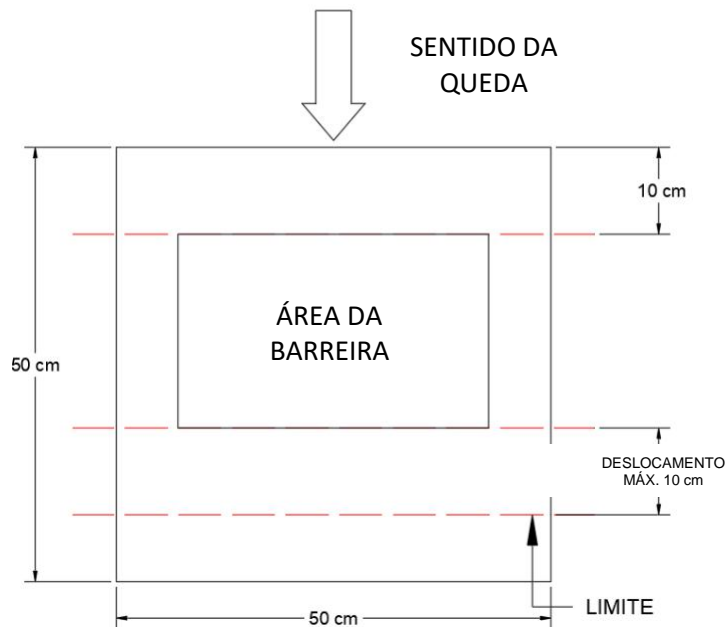 SENTIDO DA
QUEDA
10 cm
ÁREA DA
BARREIRA
50 cm
DESLOCAMENTO
MÁX. 10 cm
LIMITE
50 cm